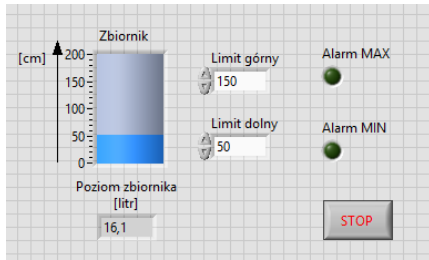 Zbiornik
[cm]
200
150
100
50
0
Limit górny
150
Limit dolny
50
Alarm MAX
Alarm MIN
Poziom zbiornika
[litr]
16,1
STOP